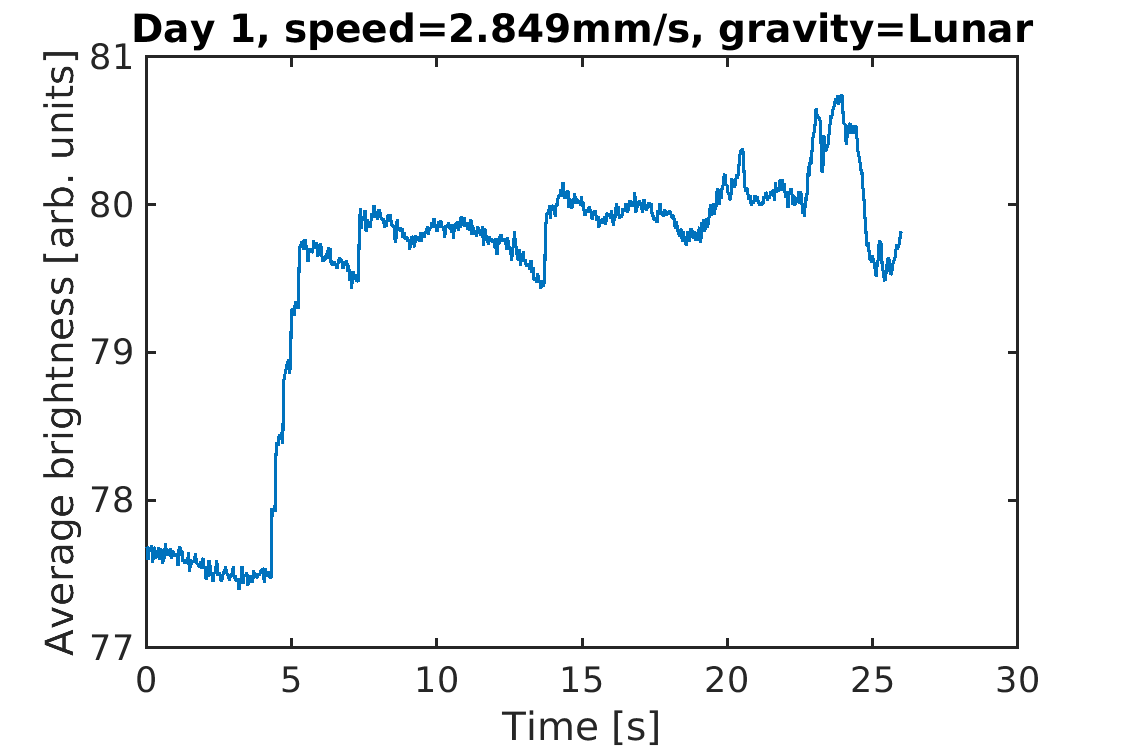 Day 1, speed=2.849mm/s, gravity=Lunar
Average brightness [arb. units]
81
80
79
78
77
0 5 10 15 20 25 30
Time [s]